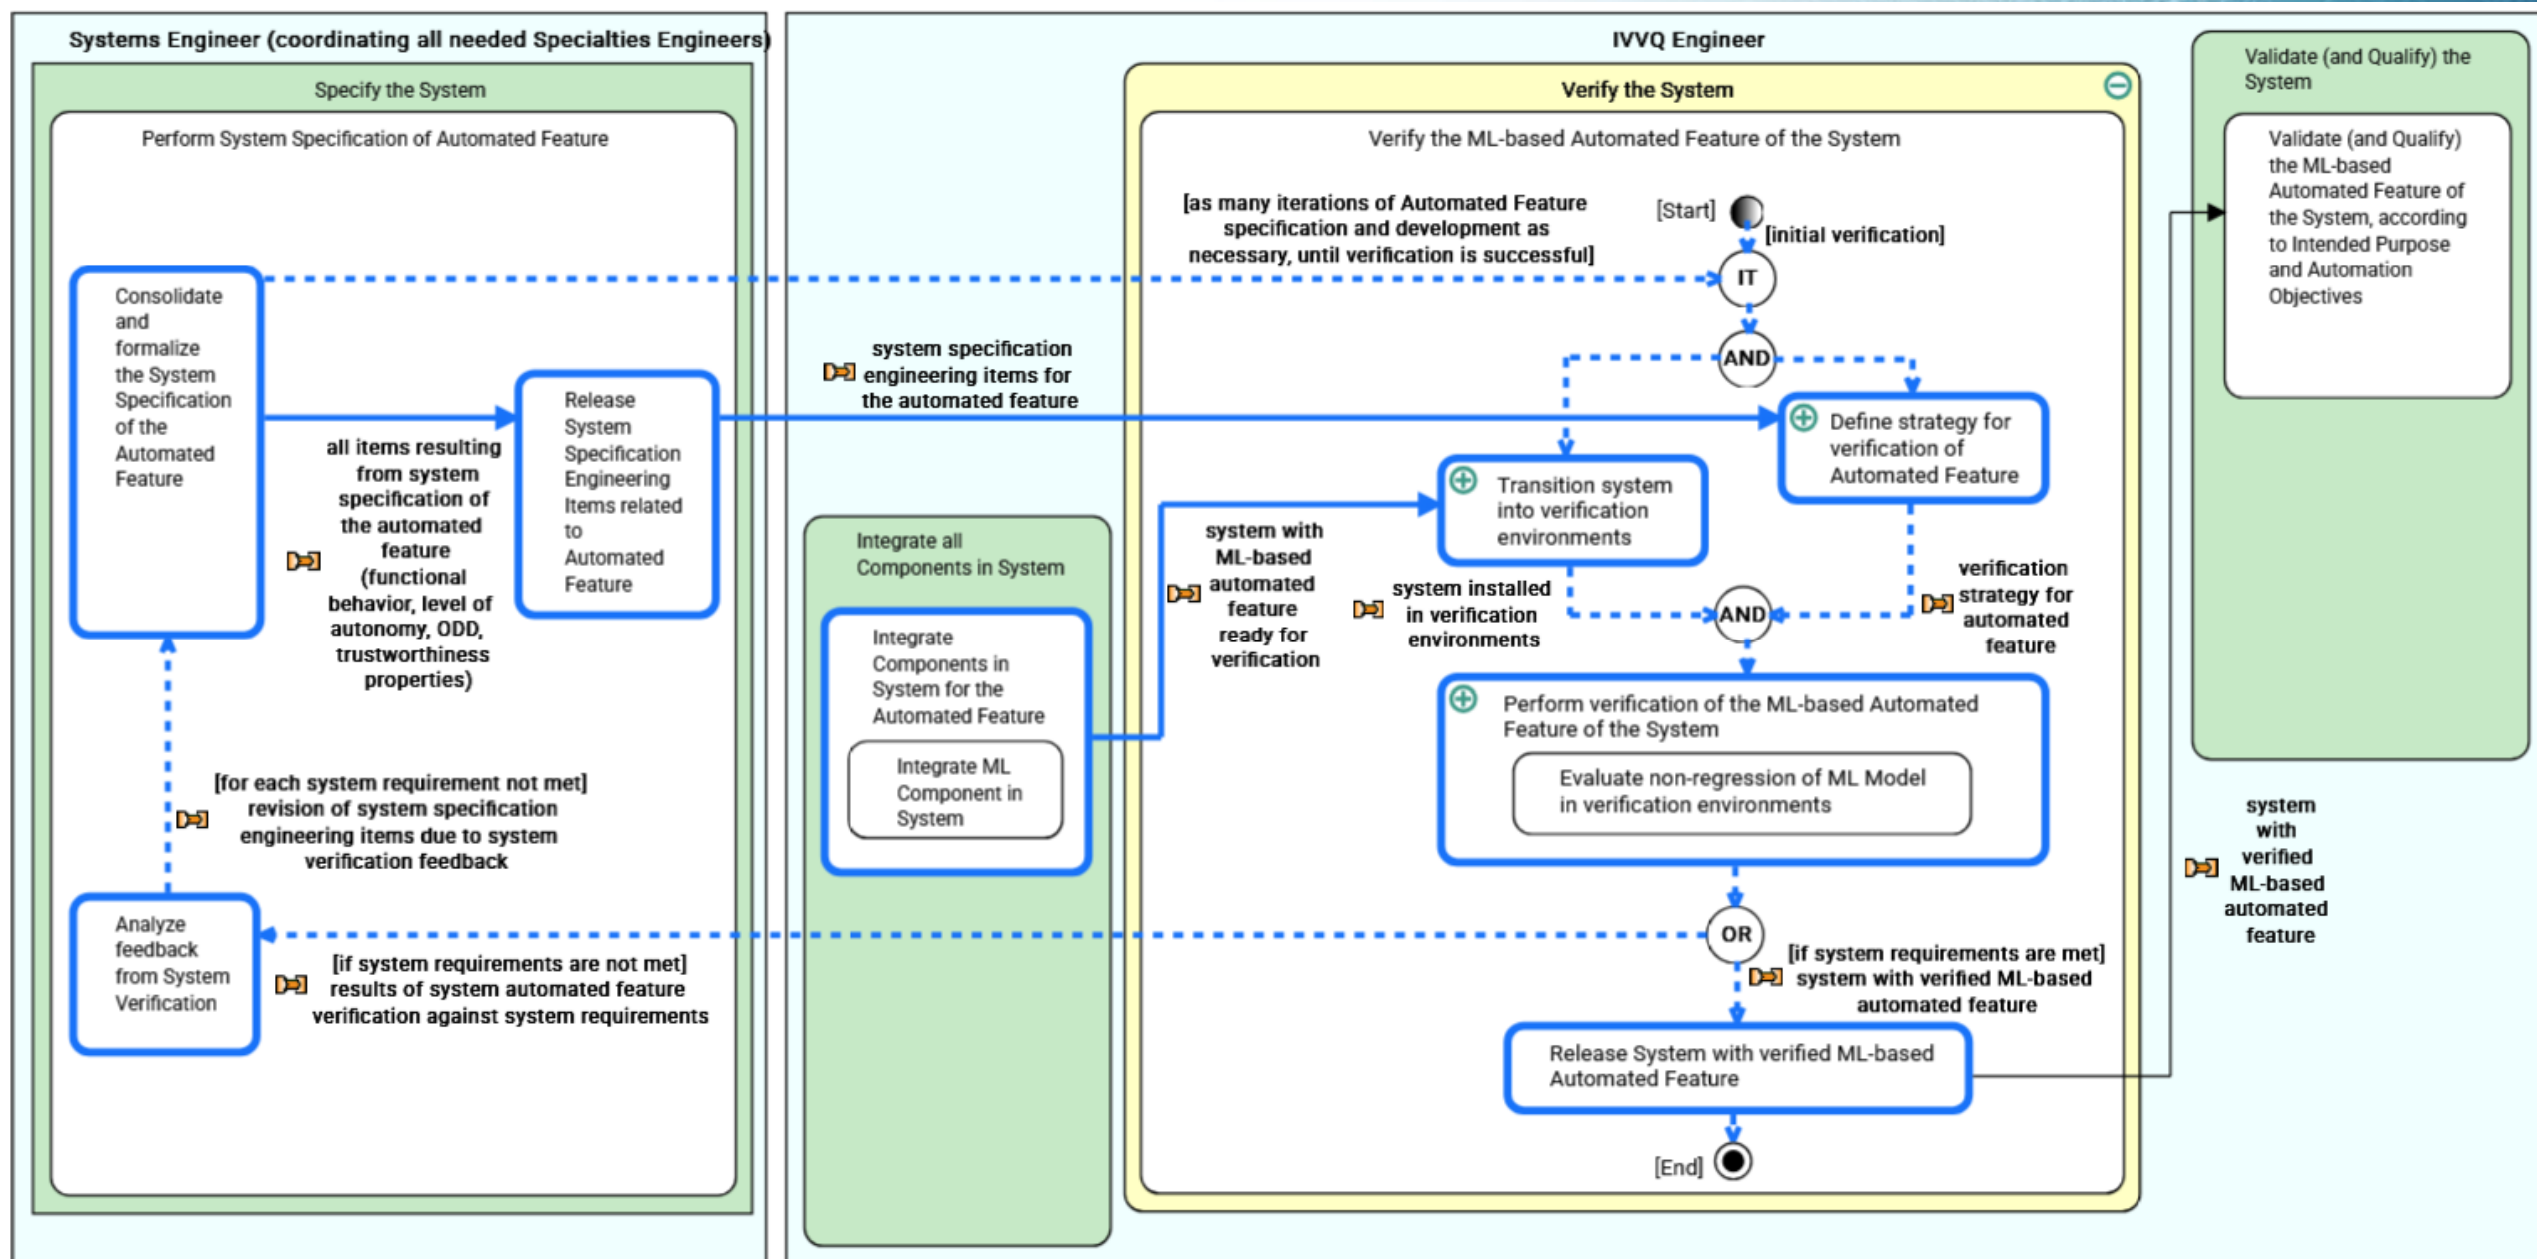 Systems Engineer (coordinating all needed Specialties Engineers)
Specify the System
Perform System Specification of Automated Feature
Consolidate
and
formalize
the System
Specification
of the
Automated
Feature
all items resulting
from system
specification of
the automated
feature
(functional
behavior, level of
autonomy, ODD,
trustworthiness
properties)
Release
System
Specification
Engineering
Items related
to
Automated
Feature
[for each system requirement not met]
revision of system specification
engineering items due to system
verification feedback
Analyze
feedback
from System
Verification
[if system requirements are not met]
results of system automated feature
verification against system requirements
IVVQ Engineer
system specification
engineering items for
the automated feature
Integrate all
Components in System
Integrate
Components in
System for the
Automated Feature
Integrate ML
Component in
System
Verify the System
Verify the ML-based Automated Feature of the System
[as many iterations of Automated Feature
specification and development as
necessary, until verification is successful]
[Start]
[initial verification]
IT
AND
Define strategy for
verification of
Automated Feature
Transition system
into verification
environments
system with
ML-based
automated
feature
ready for
verification
system installed
in verification
environments
AND
verification
strategy for
automated
feature
Perform verification of the ML-based Automated
Feature of the System
Evaluate non-regression of ML Model
in verification environments
OR
[if system requirements are met]
system with verified ML-based
automated feature
Release System with verified ML-based
Automated Feature
[End]
Validate (and Qualify) the
System
Validate (and Qualify)
the ML-based
Automated Feature of
the System, according
to Intended Purpose
and Automation
Objectives
system
with
verified
ML-based
automated
feature